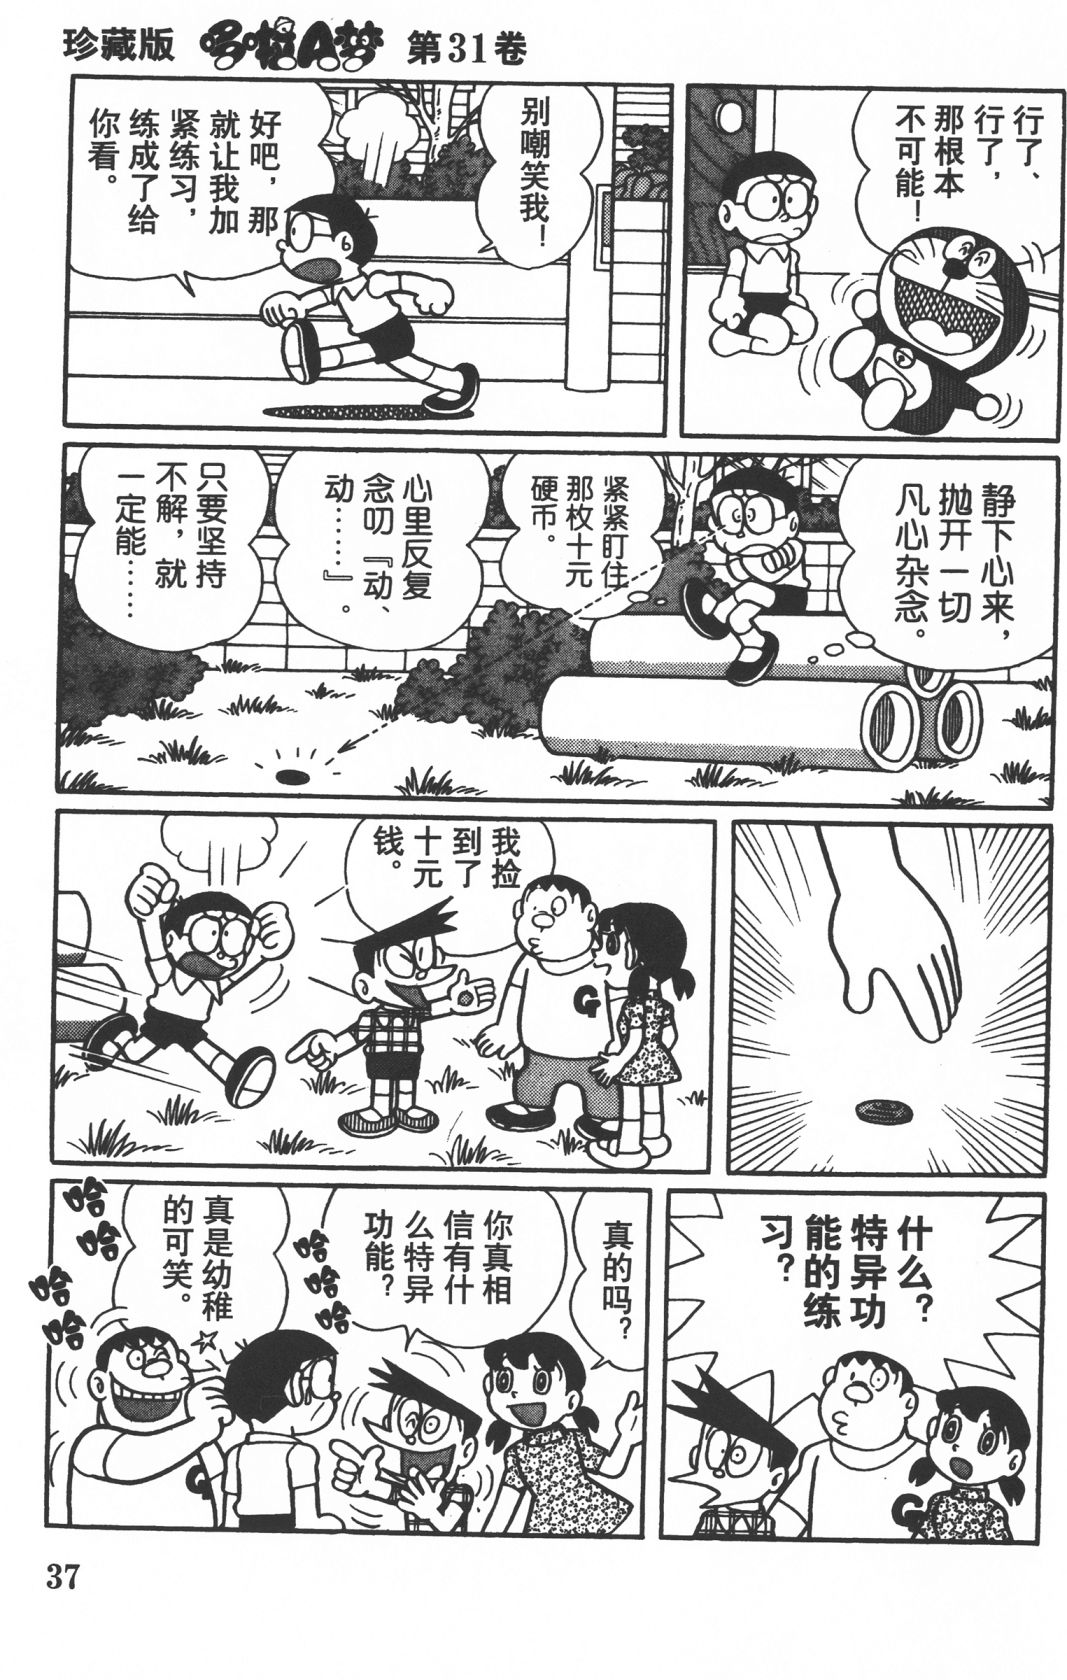 珍藏版 哆啦A梦 第31卷
行了、
行了，
那根本
不可能！
别嘲笑我！
好吧，那
就让我加
紧练习，
练成了给
你看。
静下心来，
抛开一切
凡心杂念。
紧紧盯住
那枚十元
硬币。
心里反复
念叨『动、
动……』。
只要坚持
不解，就
一定能……
我捡
到了
十元
钱。
什么？
特异功
能的练
习？
真的吗？
你真相
信有什
么特异
功能？
哈
哈
哈
真是幼稚
的可笑。
哈
哈
哈
哈
G
G
G
37